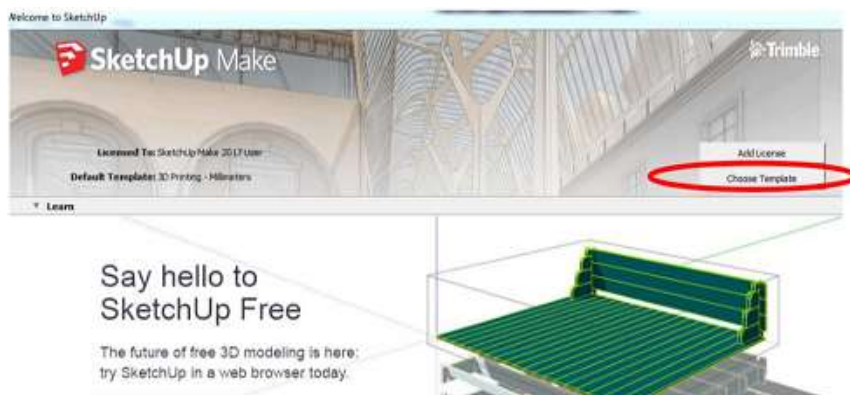 Welcome to SketchUp
SketchUp Make
Trimble
Licensed To: SketchUp Make 2017 User
Add License
Default Template: 3D Printing - Millimeters
Choose Template
Learn
Say hello to
SketchUp Free
The future of free 3D modeling is here:
try SketchUp in a web browser today.